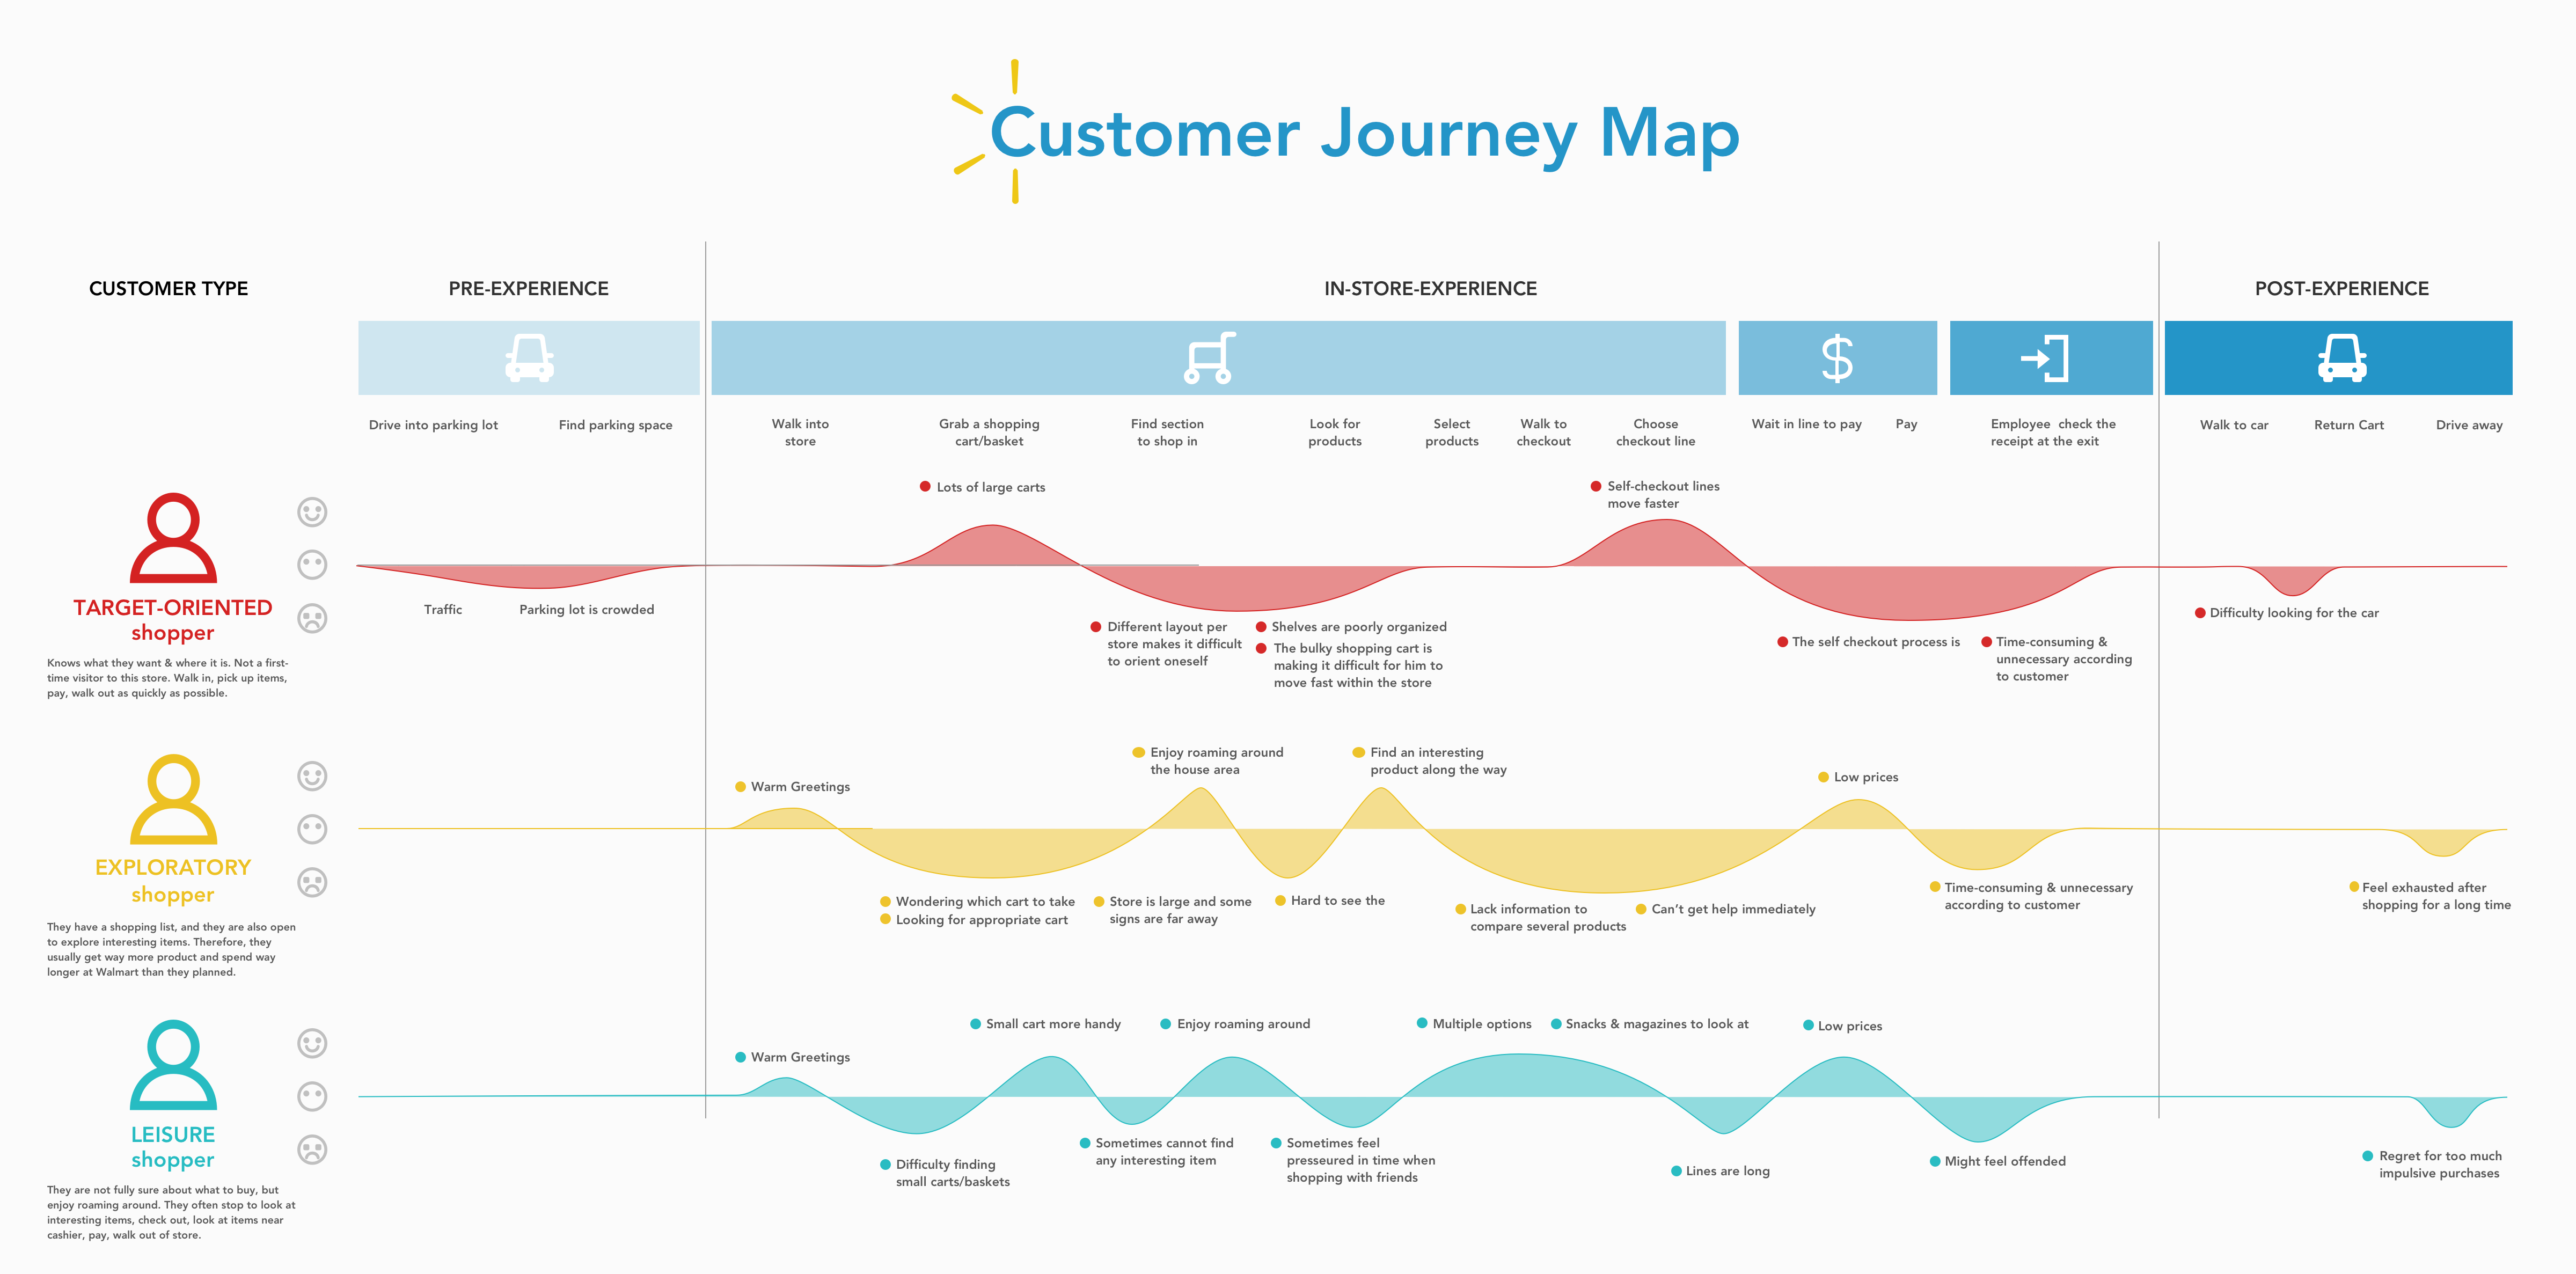 Customer Journey Map
CUSTOMER TYPE
PRE-EXPERIENCE
IN-STORE-EXPERIENCE
POST-EXPERIENCE
$
Drive into parking lot
Find parking space
Walk into
store
Grab a shopping
cart/basket
Find section
to shop in
Look for
products
Select
products
Walk to
checkout
Choose
checkout line
Wait in line to pay
Pay
Employee check the
receipt at the exit
Walk to car
Return Cart
Drive away
TARGET-ORIENTED
shopper
Knows what they want & where it is. Not a first-
time visitor to this store. Walk in, pick up items,
pay, walk out as quickly as possible.
Traffic
Parking lot is crowded
Lots of large carts
Different layout per
store makes it difficult
to orient oneself
Shelves are poorly organized
The bulky shopping cart is
making it difficult for him to
move fast within the store
Self-checkout lines
move faster
The self checkout process is
Time-consuming &
unnecessary according
to customer
Difficulty looking for the car
EXPLORATORY
shopper
They have a shopping list, and they are also open
to explore interesting items. Therefore, they
usually get way more product and spend way
longer at Walmart than they planned.
Warm Greetings
Wondering which cart to take
Looking for appropriate cart
Store is large and some
signs are far away
Enjoy roaming around
the house area
Hard to see the
Find an interesting
product along the way
Lack information to
compare several products
Can't get help immediately
Low prices
Time-consuming & unnecessary
according to customer
Feel exhausted after
shopping for a long time
LEISURE
shopper
They are not fully sure about what to buy, but
enjoy roaming around. They often stop to look at
interesting items, check out, look at items near
cashier, pay, walk out of store.
Warm Greetings
Difficulty finding
small carts/baskets
Small cart more handy
Sometimes cannot find
any interesting item
Enjoy roaming around
Sometimes feel
presseured in time when
shopping with friends
Multiple options
Snacks & magazines to look at
Lines are long
Low prices
Might feel offended
Regret for too much
impulsive purchases